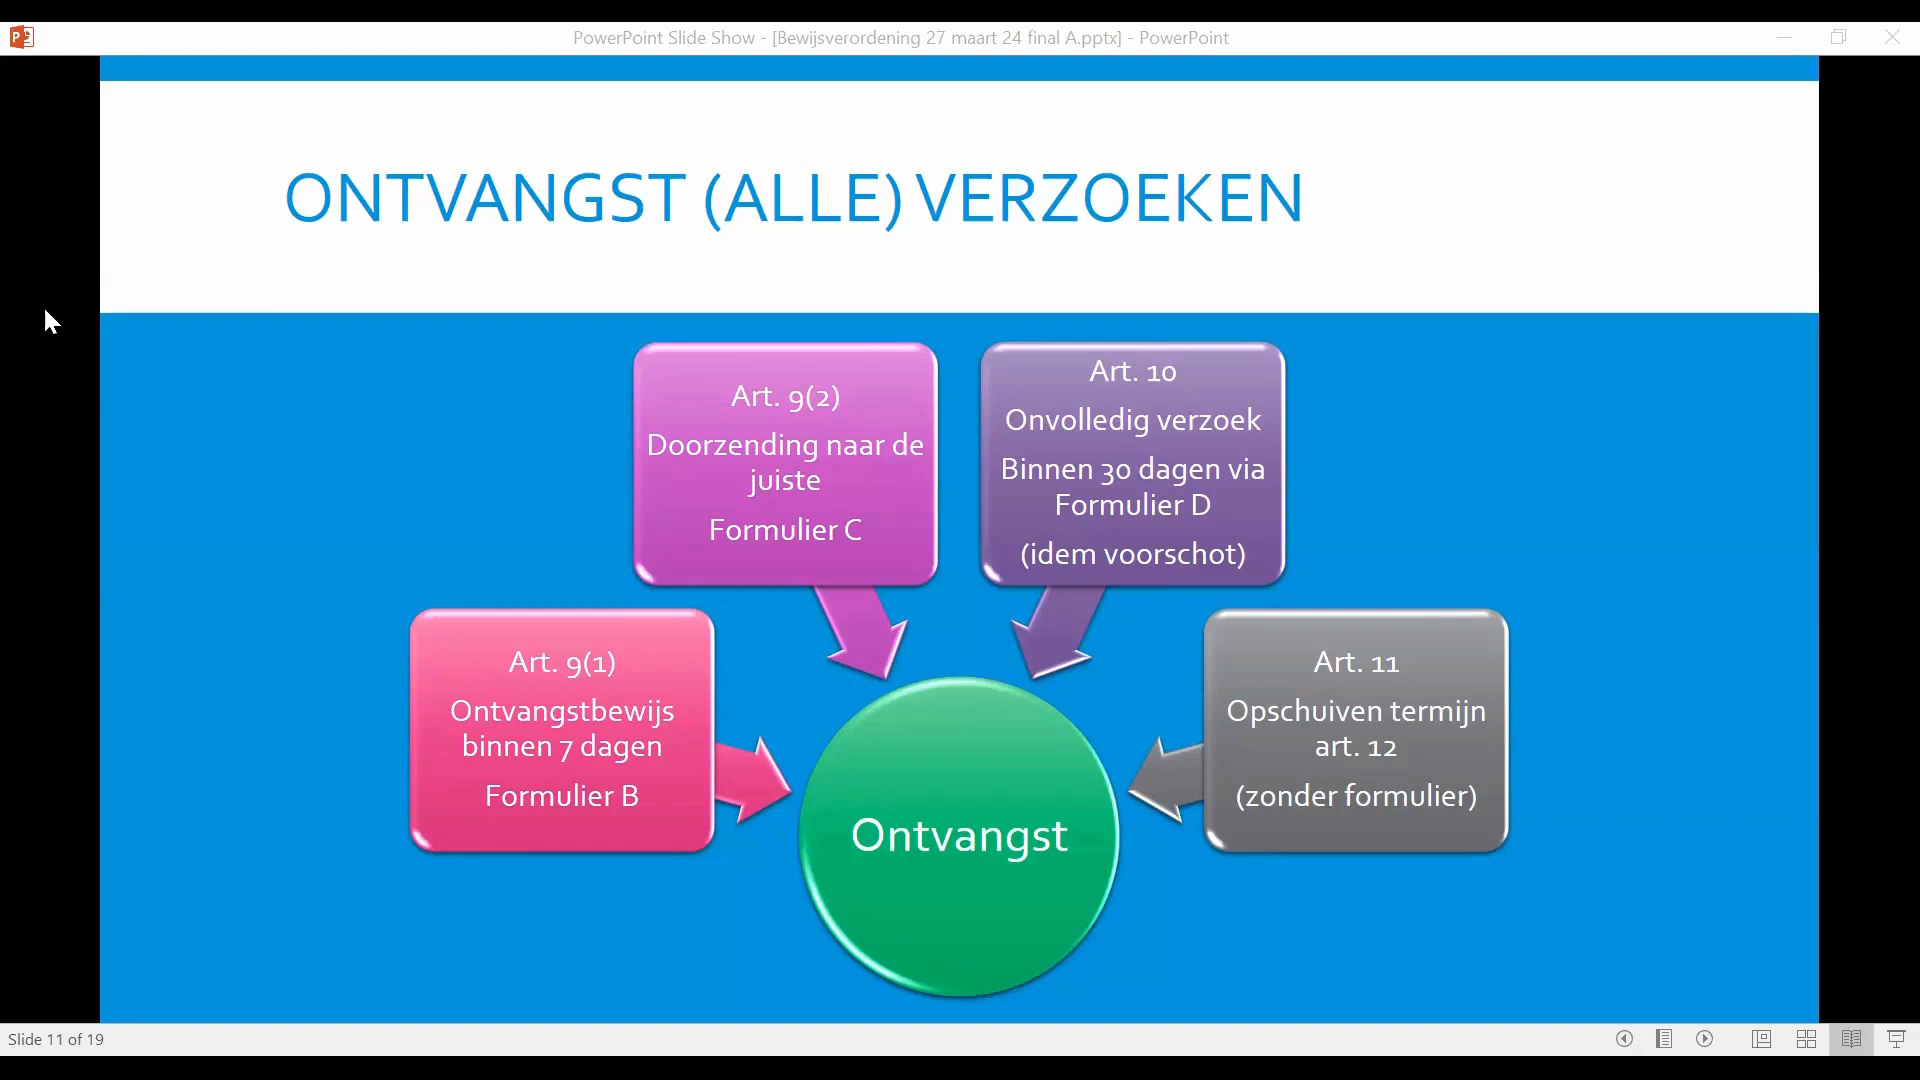 PowerPoint Slide Show - [Bewijsverordening 27 maart 24 final A.pptx] - PowerPoint
ONTVANGST (ALLE) VERZOEKEN
Art. 9(1)
Ontvangstbewijs
binnen 7 dagen
Formulier B
Art. 9(2)
Doorzending naar de
juiste
Formulier C
Art. 10
Onvolledig verzoek
Binnen 30 dagen via
Formulier D
(idem voorschot)
Art. 11
Opschuiven termijn
art. 12
(zonder formulier)
Ontvangst
Slide 11 of 19